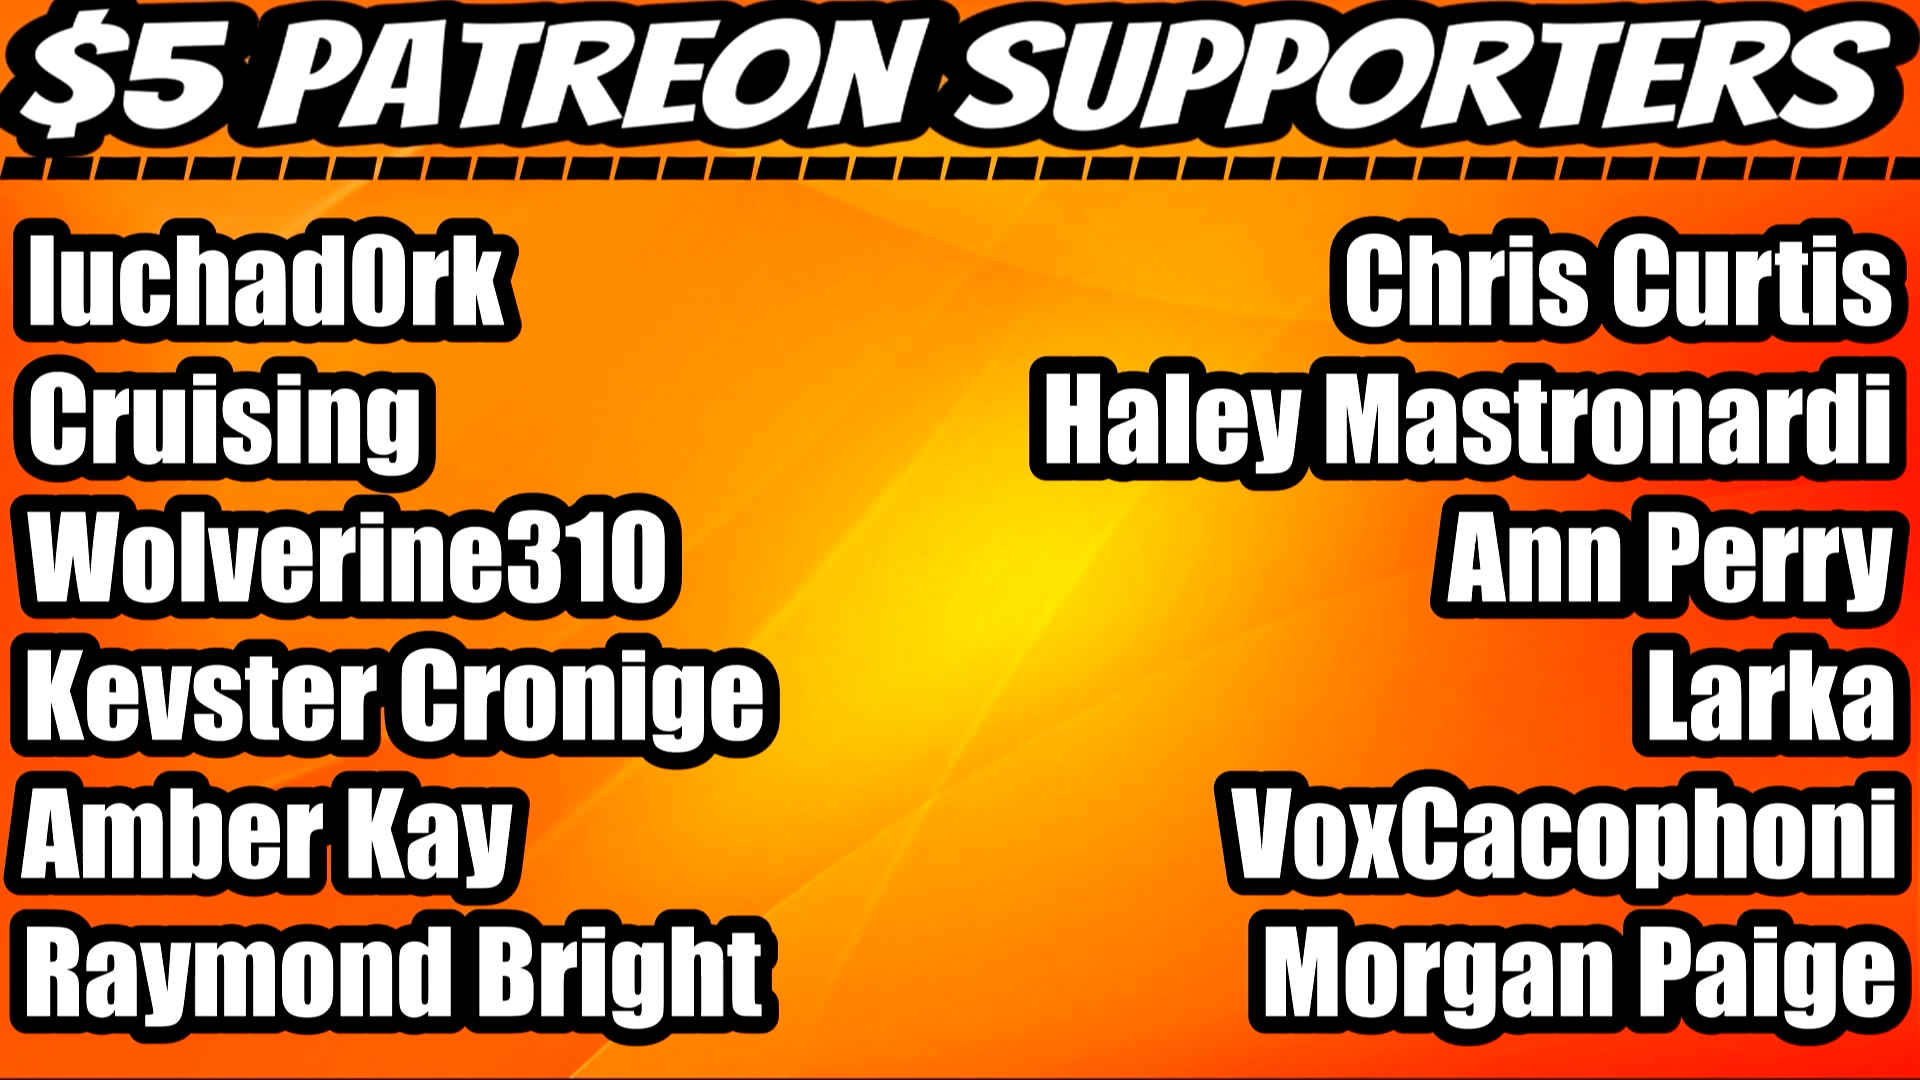 $5 PATREON SUPPORTERS
luchad0rk
Cruising
Wolverine310
Kevster Cronige
Amber Kay
Raymond Bright
Chris Curtis
Haley Mastronardi
Ann Perry
Larka
VoxCacophoni
Morgan Paige